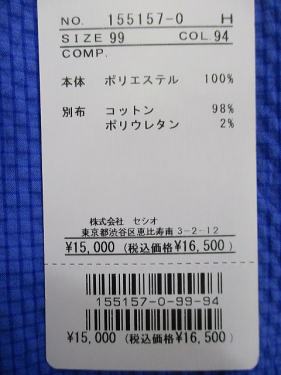 NO. 155157-0 H
SIZE 99 COL 94
COMP.
本体 ポリエステル 100%
別布 コットン 98%
ポリウレタン 2%
株式会社 セシオ
東京都渋谷区恵比寿南3-2-12
¥15,000 (税込価格¥16,500)
155157-0-99-94
¥15,000 (税込価格¥16,500)